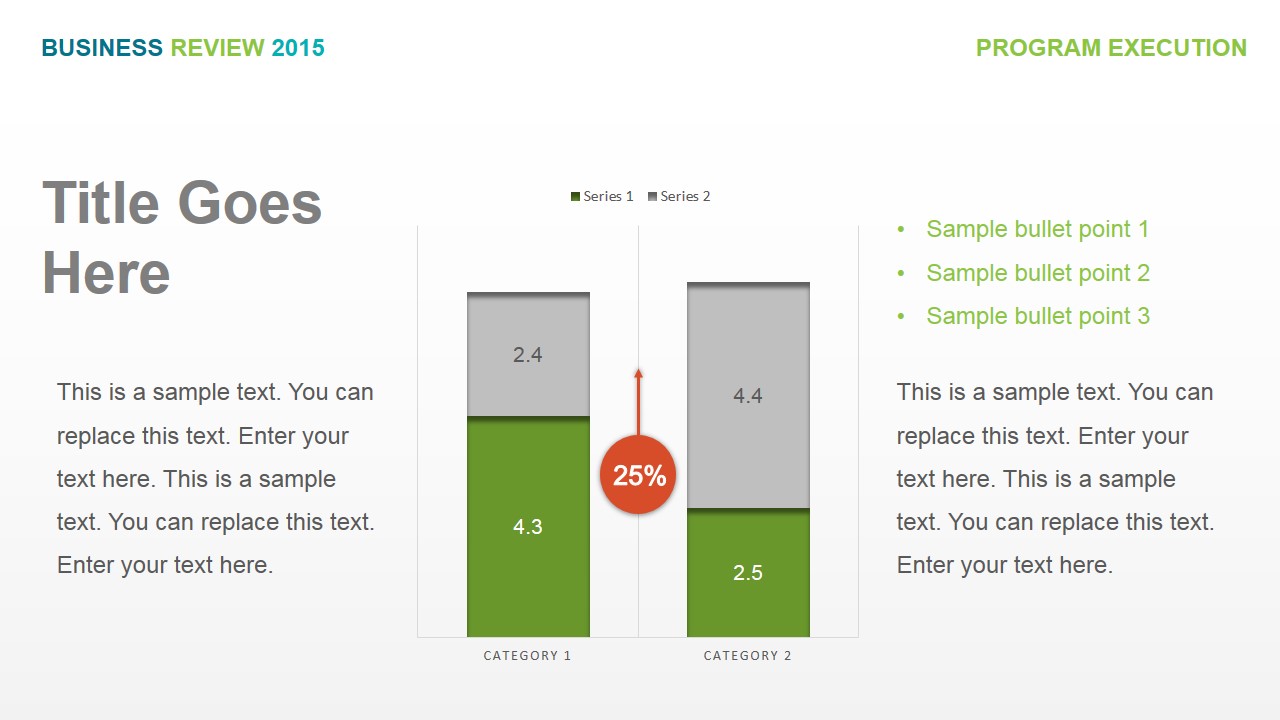 BUSINESS REVIEW 2015
PROGRAM EXECUTION
Title Goes
Here
This is a sample text. You can
replace this text. Enter your
text here. This is a sample
text. You can replace this text.
Enter your text here.
Series 1
Series 2
2.4
4.3
25%
4.4
2.5
CATEGORY 1
CATEGORY 2
• Sample bullet point 1
• Sample bullet point 2
• Sample bullet point 3
This is a sample text. You can
replace this text. Enter your
text here. This is a sample
text. You can replace this text.
Enter your text here.